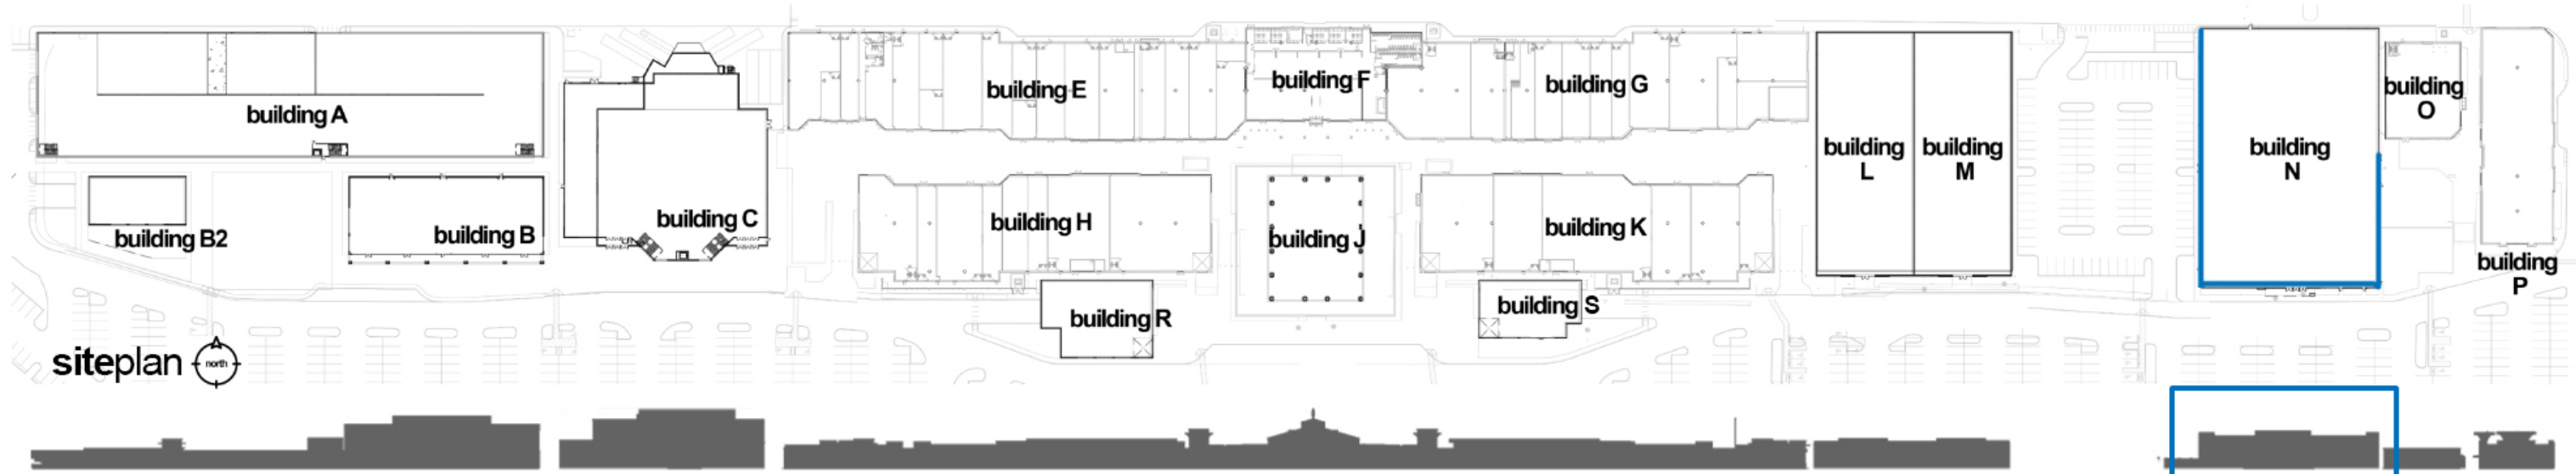 building A
building B2
building B
building C
building E
building F
building G
building H
building J
building K
building R
building S
building
L
building
M
building
N
building
O
building
P
siteplan
north